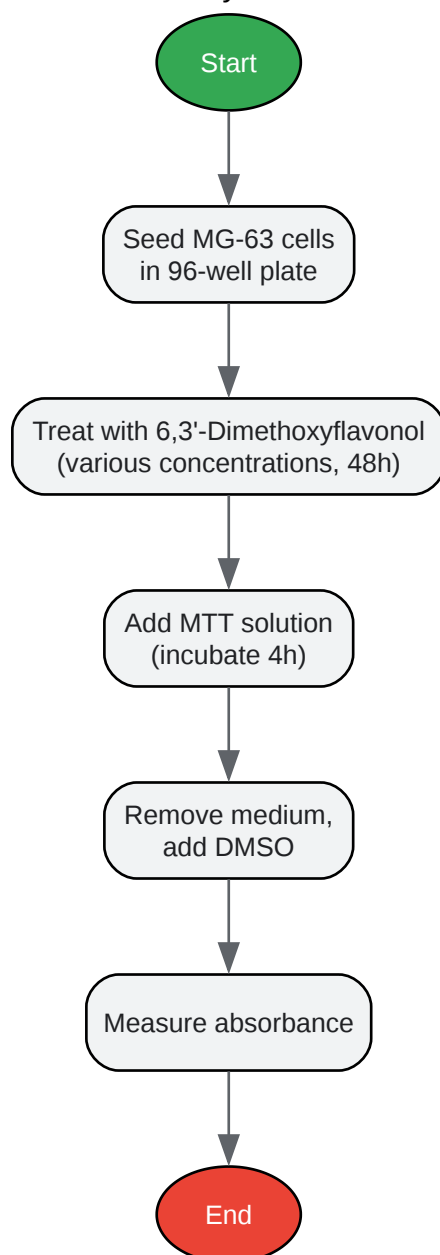 Start
Seed MG-63 cells
in 96-well plate
Treat with 6,3'-Dimethoxyflavonol
(various concentrations, 48h)
Add MTT solution
(incubate 4h)
Remove medium,
add DMSO
Measure absorbance
End